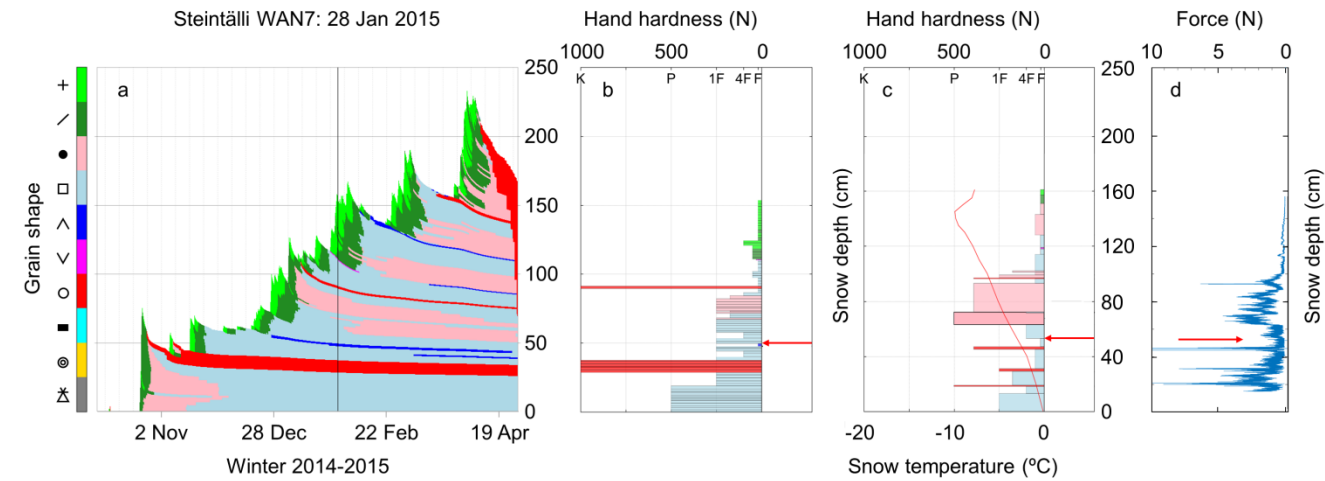 Steintälli WAN7: 28 Jan 2015
Hand hardness (N)
Hand hardness (N)
Force (N)
1000 500 0
1000 500 0
10 5 0
a
250
200
150
100
50
0
Grain shape
2 Nov 28 Dec 22 Feb 19 Apr
Winter 2014-2015
b
K P 1F 4F F
c
K P 1F 4F F
Snow depth (cm)
200
160
120
80
40
0
-20 -10 0
Snow temperature (ºC)
d
Snow depth (cm)